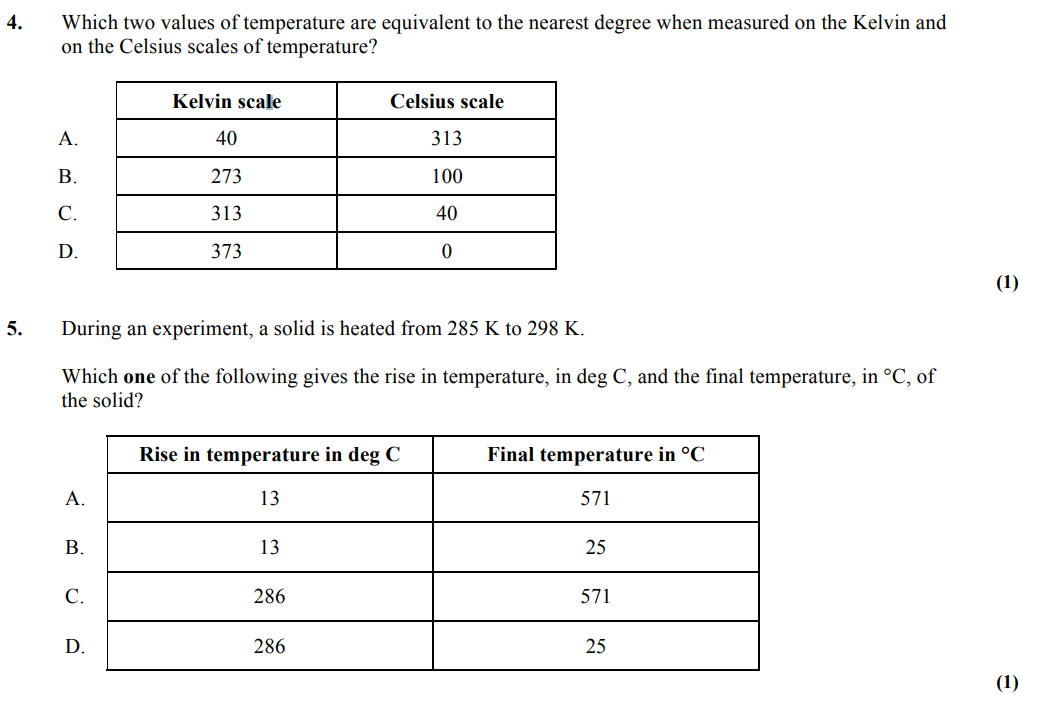 4. Which two values of temperature are equivalent to the nearest degree when measured on the Kelvin and
on the Celsius scales of temperature?
Kelvin scale Celsius scale
A. 40 313
B. 273 100
C. 313 40
D. 373 0
(1)
5. During an experiment, a solid is heated from 285 K to 298 K.
Which one of the following gives the rise in temperature, in deg C, and the final temperature, in °C, of
the solid?
Rise in temperature in deg C Final temperature in °C
A. 13 571
B. 13 25
C. 286 571
D. 286 25
(1)